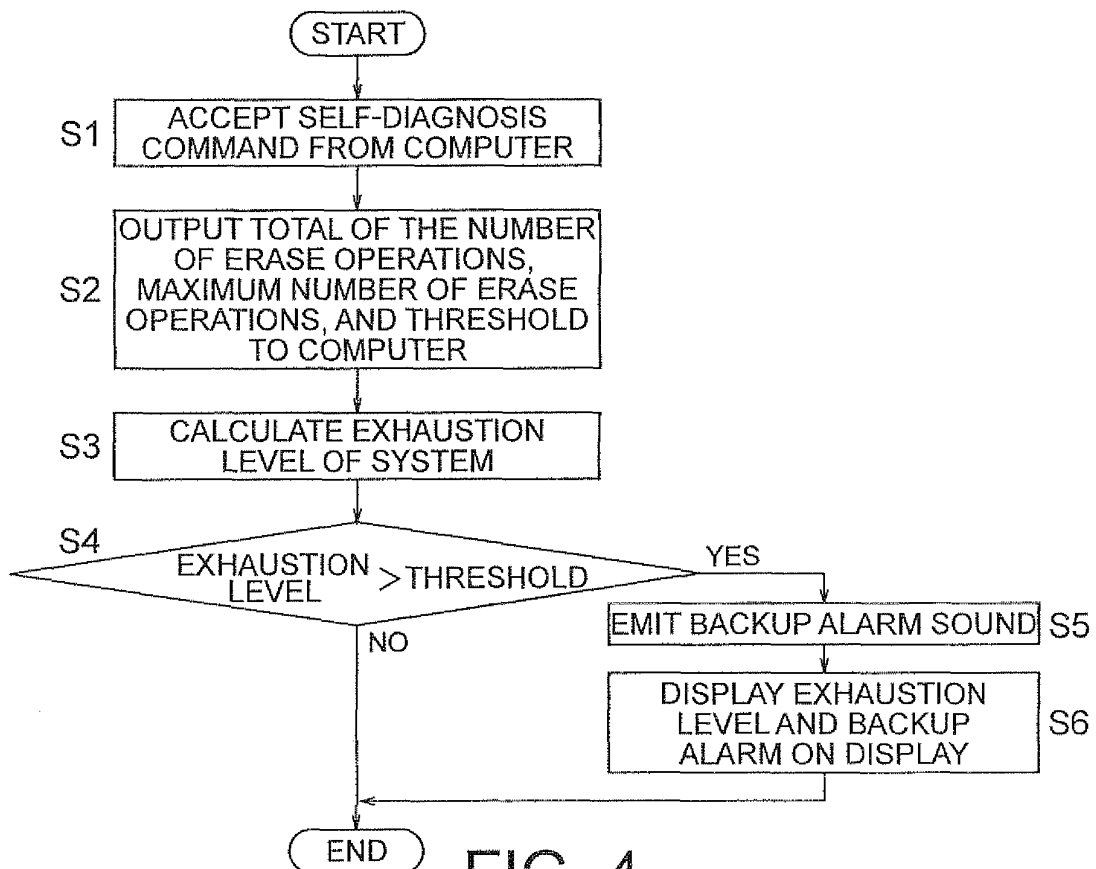 START
S1
ACCEPT SELF-DIAGNOSIS
COMMAND FROM COMPUTER
S2
OUTPUT TOTAL OF THE NUMBER
OF ERASE OPERATIONS,
MAXIMUM NUMBER OF ERASE
OPERATIONS, AND THRESHOLD
TO COMPUTER
S3
CALCULATE EXHAUSTION
LEVEL OF SYSTEM
S4
EXHAUSTION
LEVEL
> THRESHOLD
YES
NO
EMIT BACKUP ALARM SOUND
S5
DISPLAY EXHAUSTION
LEVEL AND BACKUP
ALARM ON DISPLAY
S6
END
FIG. 4